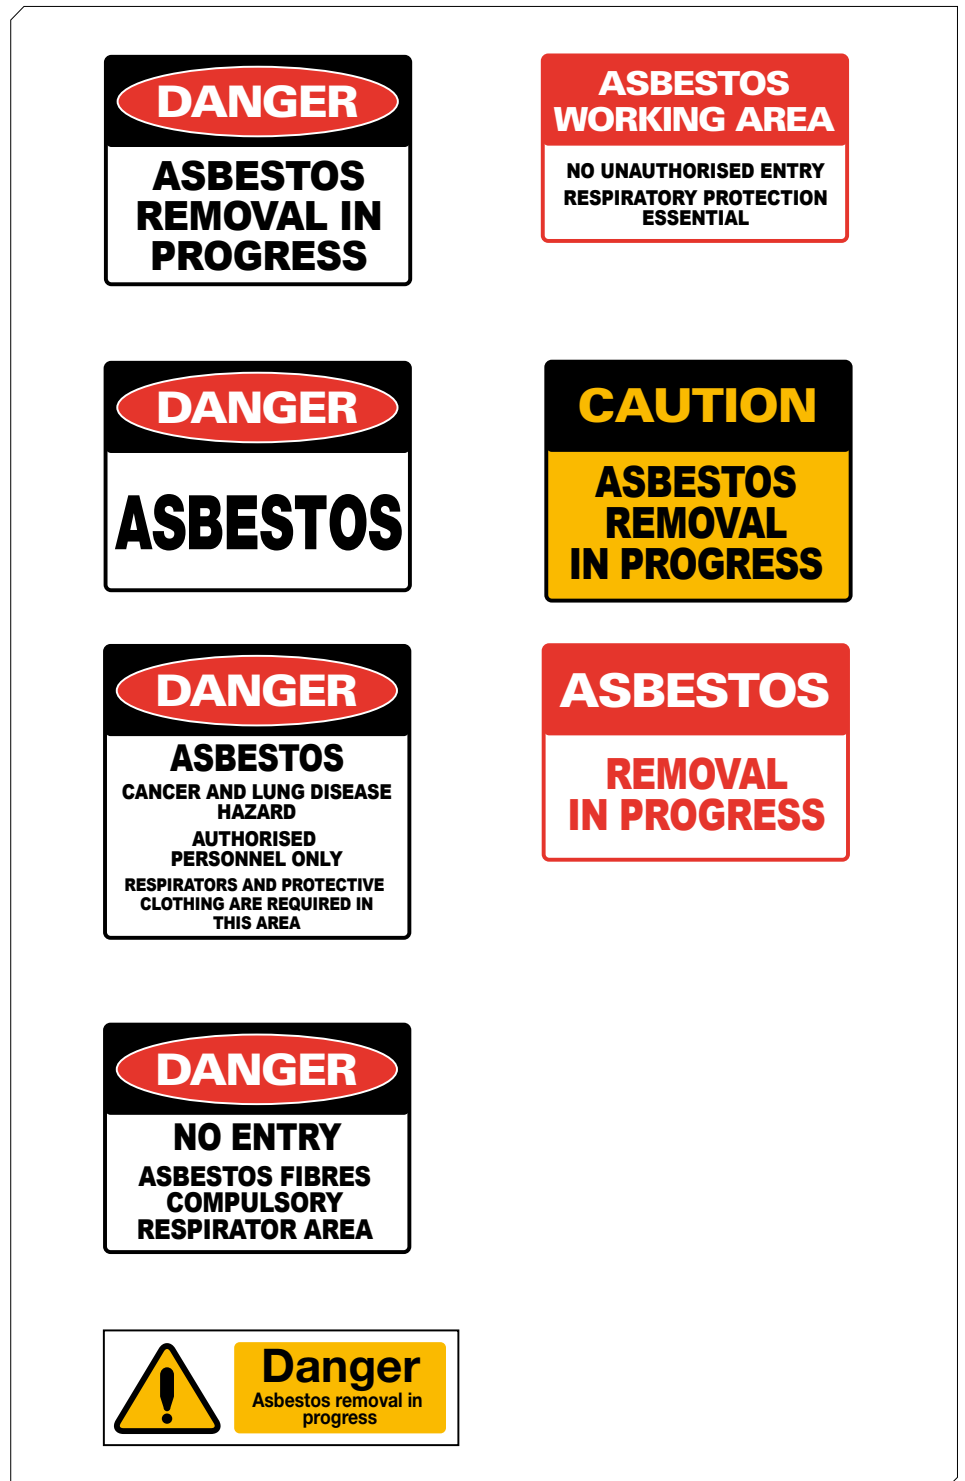 DANGER
ASBESTOS
REMOVAL IN
PROGRESS
ASBESTOS
WORKING AREA
NO UNAUTHORISED ENTRY
RESPIRATORY PROTECTION
ESSENTIAL
DANGER
ASBESTOS
CAUTION
ASBESTOS
REMOVAL
IN PROGRESS
DANGER
ASBESTOS
CANCER AND LUNG DISEASE
HAZARD
AUTHORISED
PERSONNEL ONLY
RESPIRATORS AND PROTECTIVE
CLOTHING ARE REQUIRED IN
THIS AREA
ASBESTOS
REMOVAL
IN PROGRESS
DANGER
NO ENTRY
ASBESTOS FIBRES
COMPULSORY
RESPIRATOR AREA
Danger
Asbestos removal in
progress